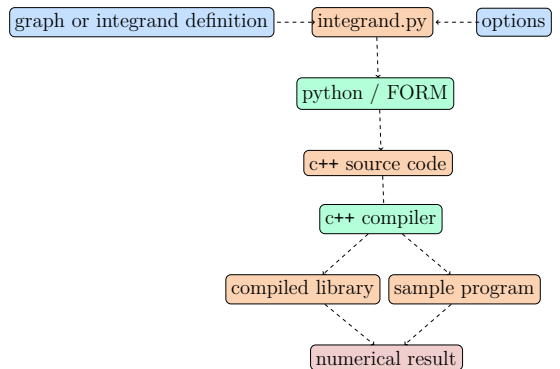 graph or integrand definition
integrand.py
options
python / FORM
c++ source code
c++ compiler
compiled library
sample program
numerical result